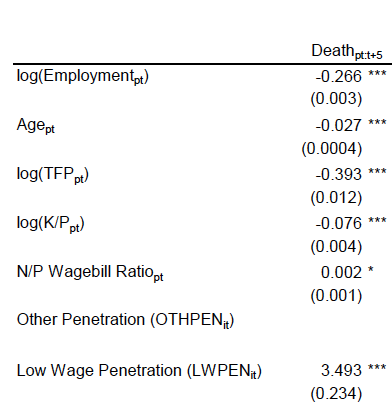 Death pt:t+5
log(Employment pt) -0.266 ***
(0.003)
Age pt -0.027 ***
(0.0004)
log(TFP pt) -0.393 ***
(0.012)
log(K/P pt) -0.076 ***
(0.004)
N/P Wagebill Ratio pt 0.002 *
(0.001)
Other Penetration (OTHPEN it)
Low Wage Penetration (LWPEN it) 3.493 ***
(0.234)